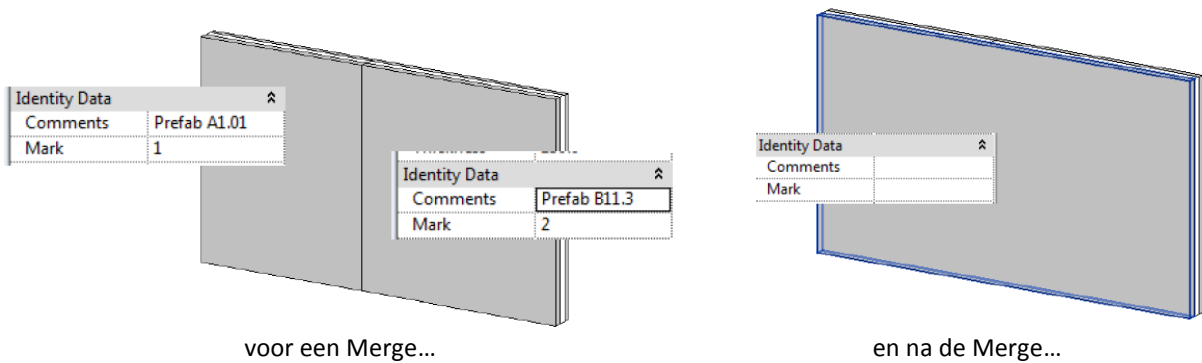 Identity Data
Comments Prefab A1.01
Mark 1
Identity Data
Comments Prefab B11.3
Mark 2
Identity Data
Comments
Mark
voor een Merge…
en na de Merge…